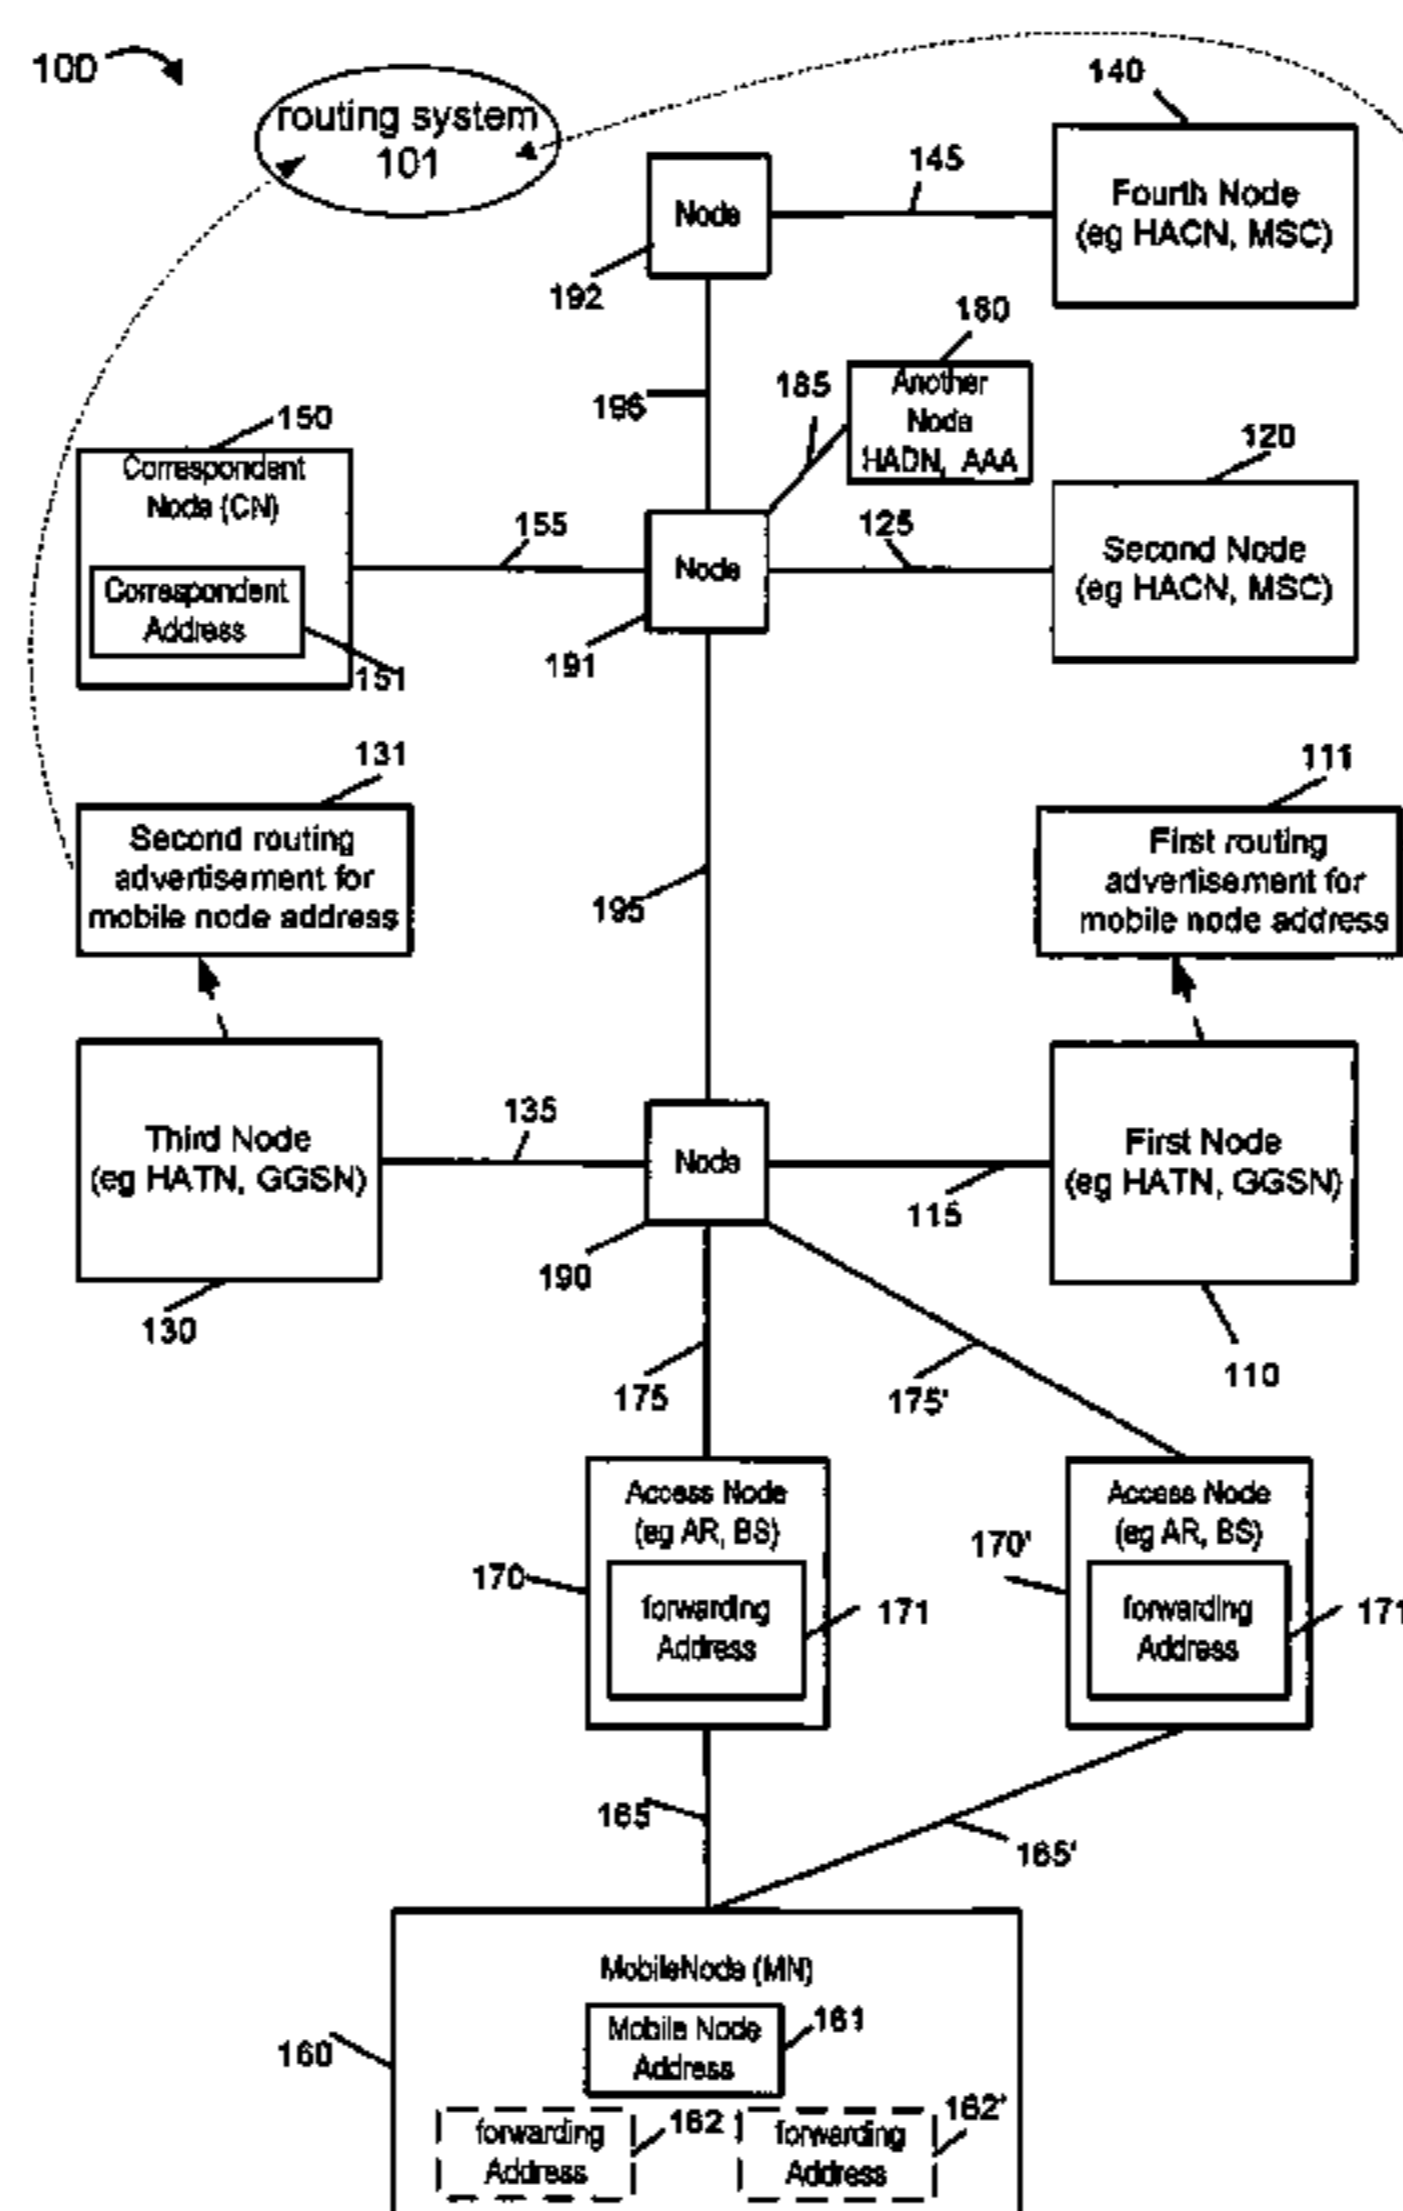 100
routing system
101
140
145
Node
Fourth Node
(eg HACN, MSC)
192
180
196
185
Another
Node
HADN, AAA
150
120
Correspondent
Node (CN)
155
125
Node
Second Node
(eg HACN, MSC)
Correspondent
Address
151
191
131
111
Second routing
advertisement for
mobile node address
195
First routing
advertisement for
mobile node address
135
Third Node
(eg HATN, GGSN)
Node
First Node
(eg HATN, GGSN)
115
190
130
110
175
175'
Access Node
(eg AR, BS)
Access Node
(eg AR, BS)
170
170'
forwarding
Address
171
forwarding
Address
171
165
165'
MobileNode (MN)
160
Mobile Node
Address
161
forwarding
Address
162
forwarding
Address
162'